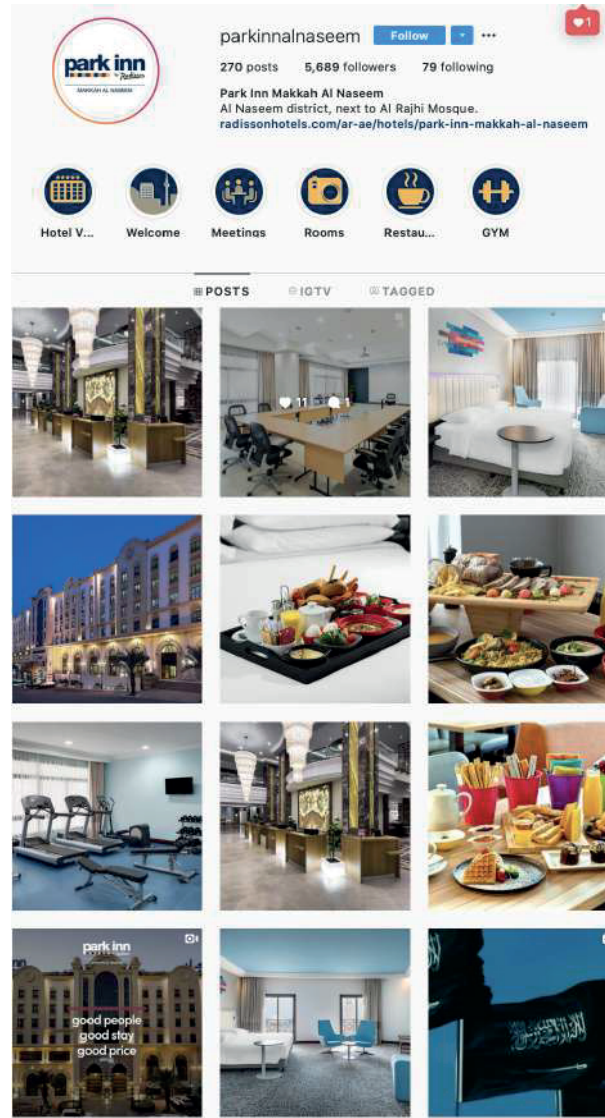 parkinnalnaseem Follow
1
270 posts 5,689 followers 79 following
Park Inn Makkah Al Naseem
Al Naseem district, next to Al Rajhi Mosque.
radissonhotels.com/ar-ae/hotels/park-inn-makkah-al-naseem
park inn
by Radisson
MAKKAH AL NASEEM
Hotel V... Welcome Meetings Rooms Restau... GYM
POSTS IGTV TAGGED
11 1
park inn
good people
good stay
good price